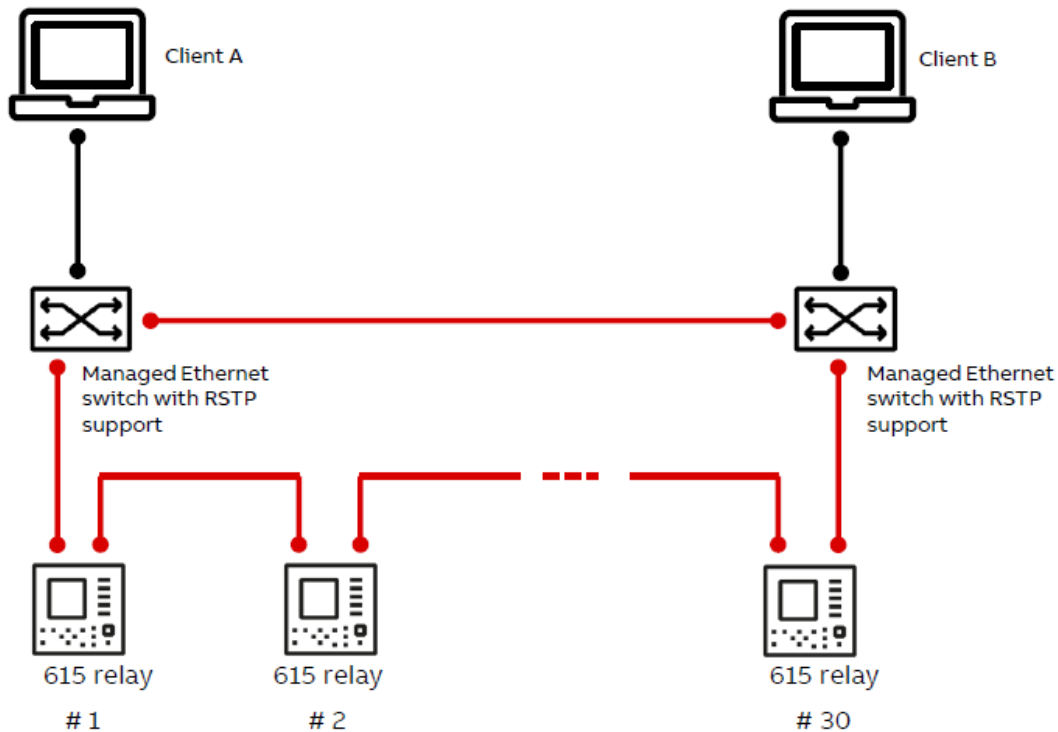 Client A
Client B
Managed Ethernet
switch with RSTP
support
Managed Ethernet
switch with RSTP
support
615 relay
# 1
615 relay
# 2
615 relay
# 30